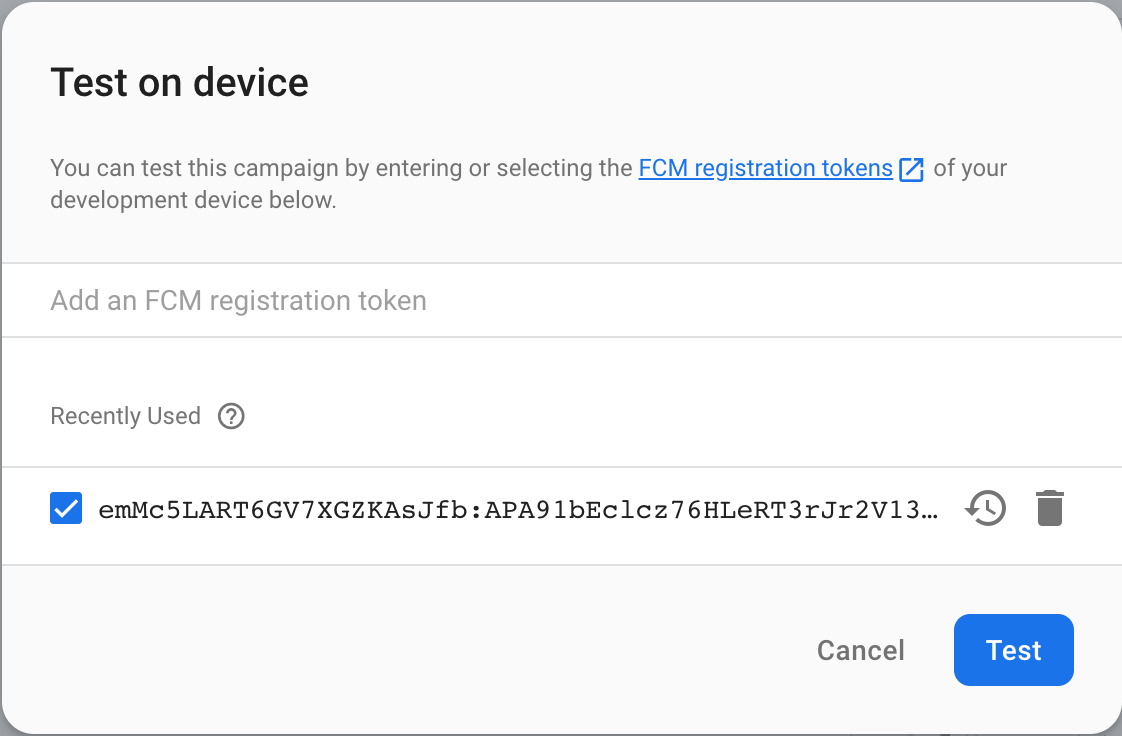 Test on device
You can test this campaign by entering or selecting the FCM registration tokens of your
development device below.
Add an FCM registration token
Recently Used
emMc5LART6GV7XGZKAsJfb:APA91bEclcz76HLeRT3rJr2V13…
Cancel
Test